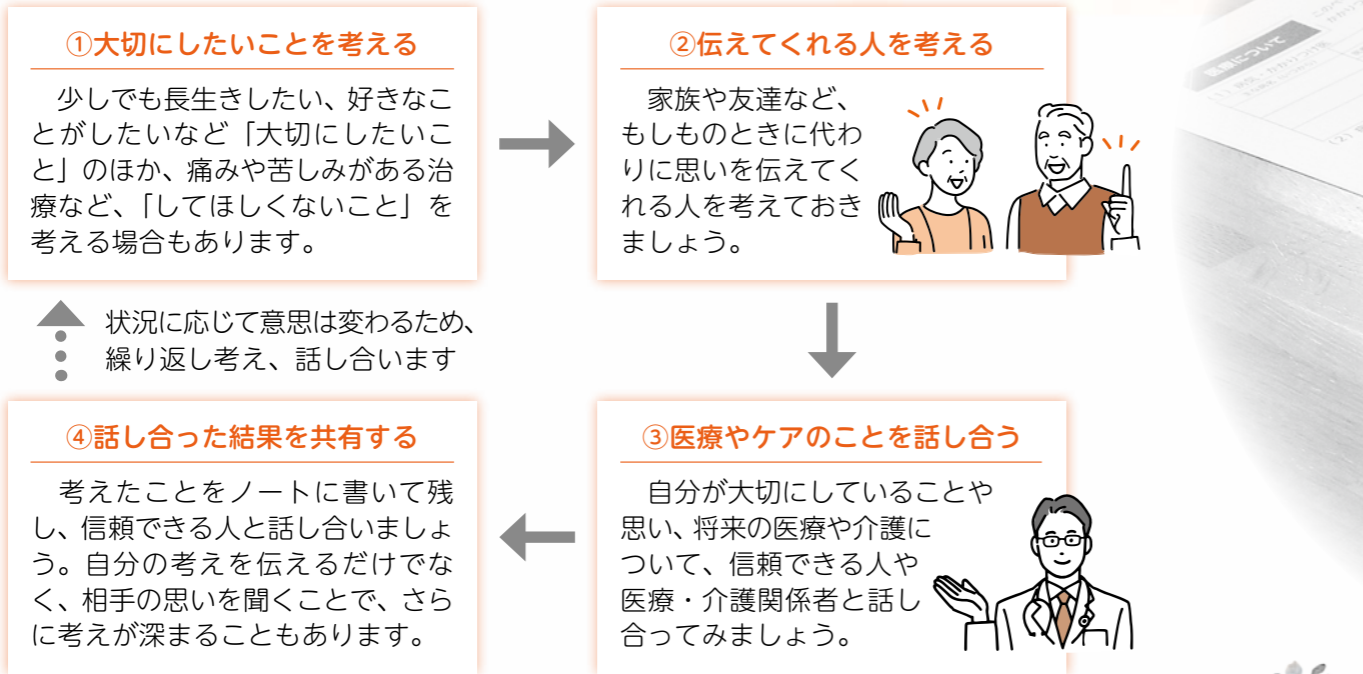 ①大切にしたいことを考える
　少しでも長生きしたい、好きなこ
とがしたいなど「大切にしたいこ
と」のほか、痛みや苦しみがある治
療など、「してほしくないこと」を
考える場合もあります。
②伝えてくれる人を考える
　家族や友達など、
もしものときに代わ
りに思いを伝えてく
れる人を考えておき
ましょう。
③医療やケアのことを話し合う
　自分が大切にしていることや
思い、将来の医療や介護に
ついて、信頼できる人や
医療・介護関係者と話し
合ってみましょう。
④話し合った結果を共有する
　考えたことをノートに書いて残
し、信頼できる人と話し合いましょ
う。自分の考えを伝えるだけでな
く、相手の思いを聞くことで、さら
に考えが深まることもあります。
状況に応じて意思は変わるため、
繰り返し考え、話し合います
医療について